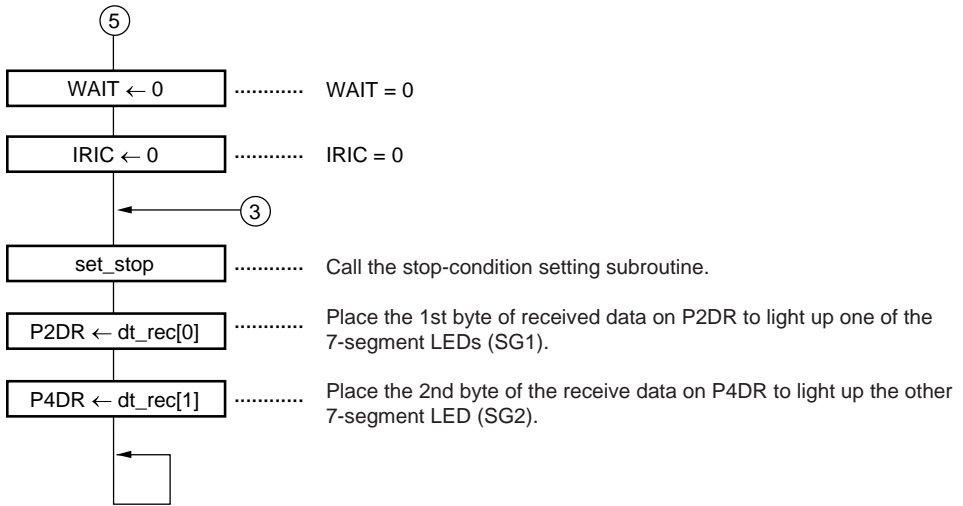 5
WAIT ← 0 ............ WAIT = 0
IRIC ← 0 ............ IRIC = 0
3
set_stop ............ Call the stop-condition setting subroutine.
P2DR ← dt_rec[0] ............ Place the 1st byte of received data on P2DR to light up one of the
7-segment LEDs (SG1).
P4DR ← dt_rec[1] ............ Place the 2nd byte of the receive data on P4DR to light up the other
7-segment LED (SG2).